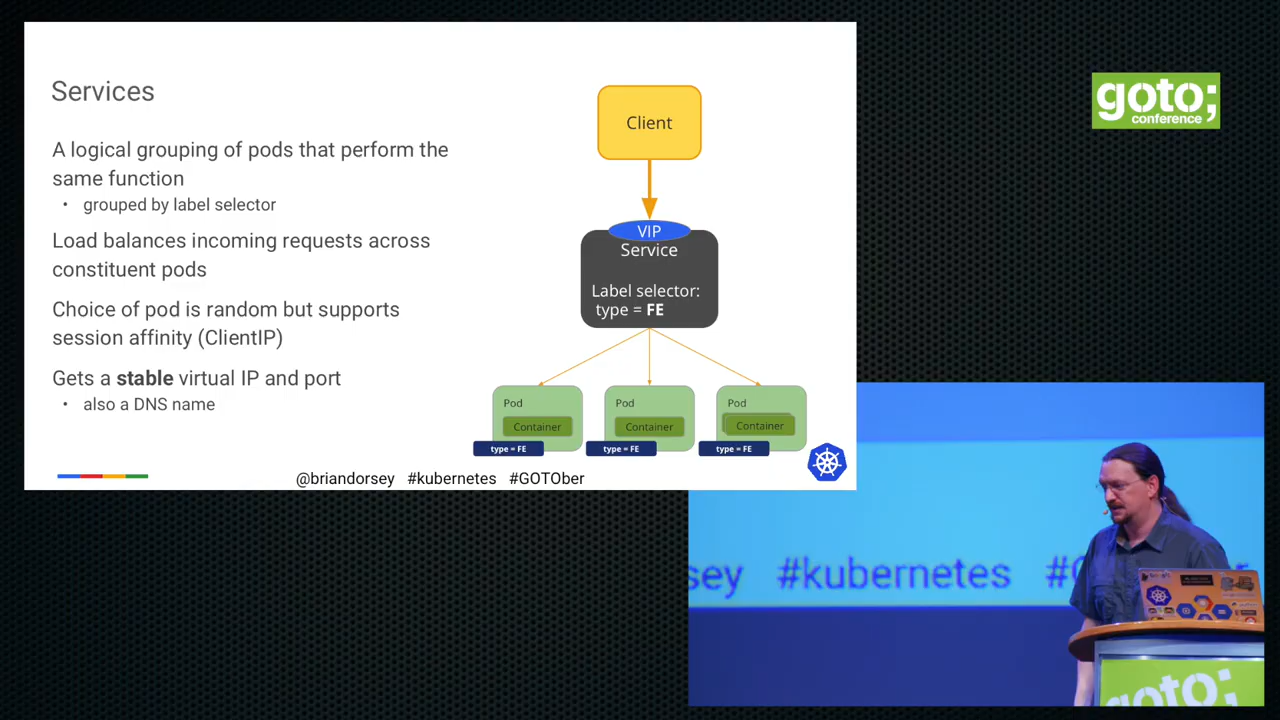 Services
A logical grouping of pods that perform the
same function
• grouped by label selector
Load balances incoming requests across
constituent pods
Choice of pod is random but supports
session affinity (ClientIP)
Gets a stable virtual IP and port
• also a DNS name
Client
VIP
Service
Label selector:
type = FE
Pod
Container
type = FE
Pod
Container
type = FE
Pod
Container
type = FE
@briandorsey #kubernetes #GOTOber
goto;
conference
sey #kubernetes #G
goto;